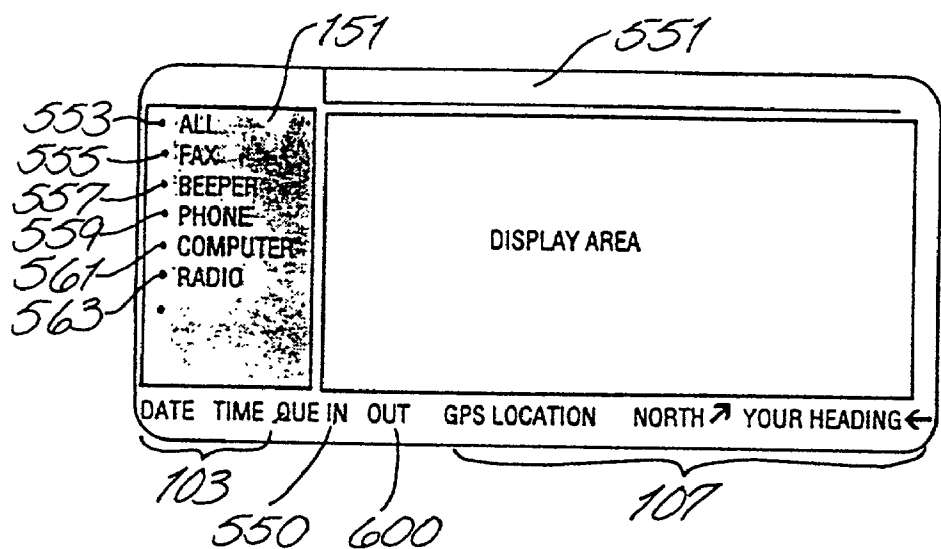 151
551
553 • ALL
555 • FAX
557 • BEEPER
559 • PHONE
561 • COMPUTER
563 • RADIO
DISPLAY AREA
DATE TIME QUE IN OUT GPS LOCATION NORTH ↗ YOUR HEADING ←
103
550
600
107